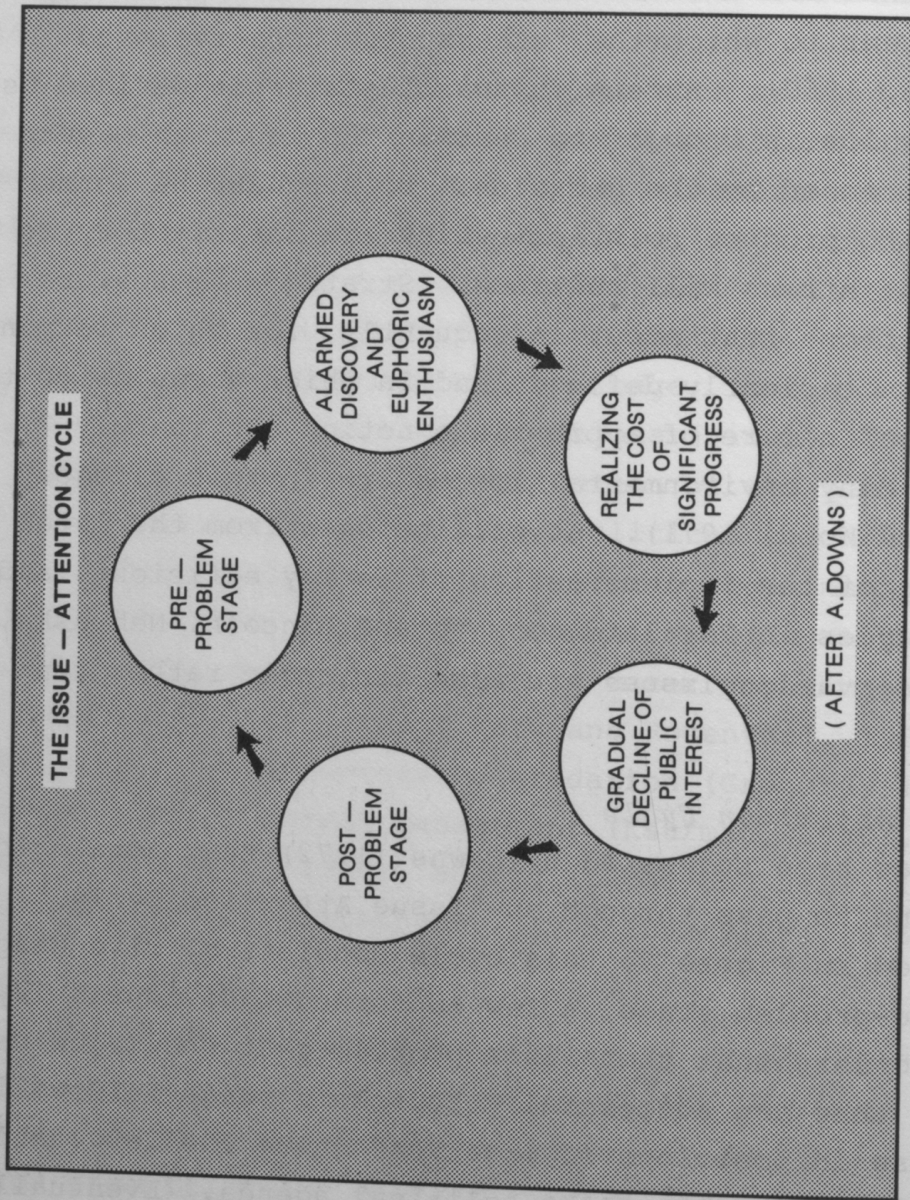 THE ISSUE — ATTENTION CYCLE
PRE —
PROBLEM
STAGE
ALARMED
DISCOVERY
AND
EUPHORIC
ENTHUSIASM
REALIZING
THE COST
OF
SIGNIFICANT
PROGRESS
GRADUAL
DECLINE OF
PUBLIC
INTEREST
POST —
PROBLEM
STAGE
( AFTER A.DOWNS )